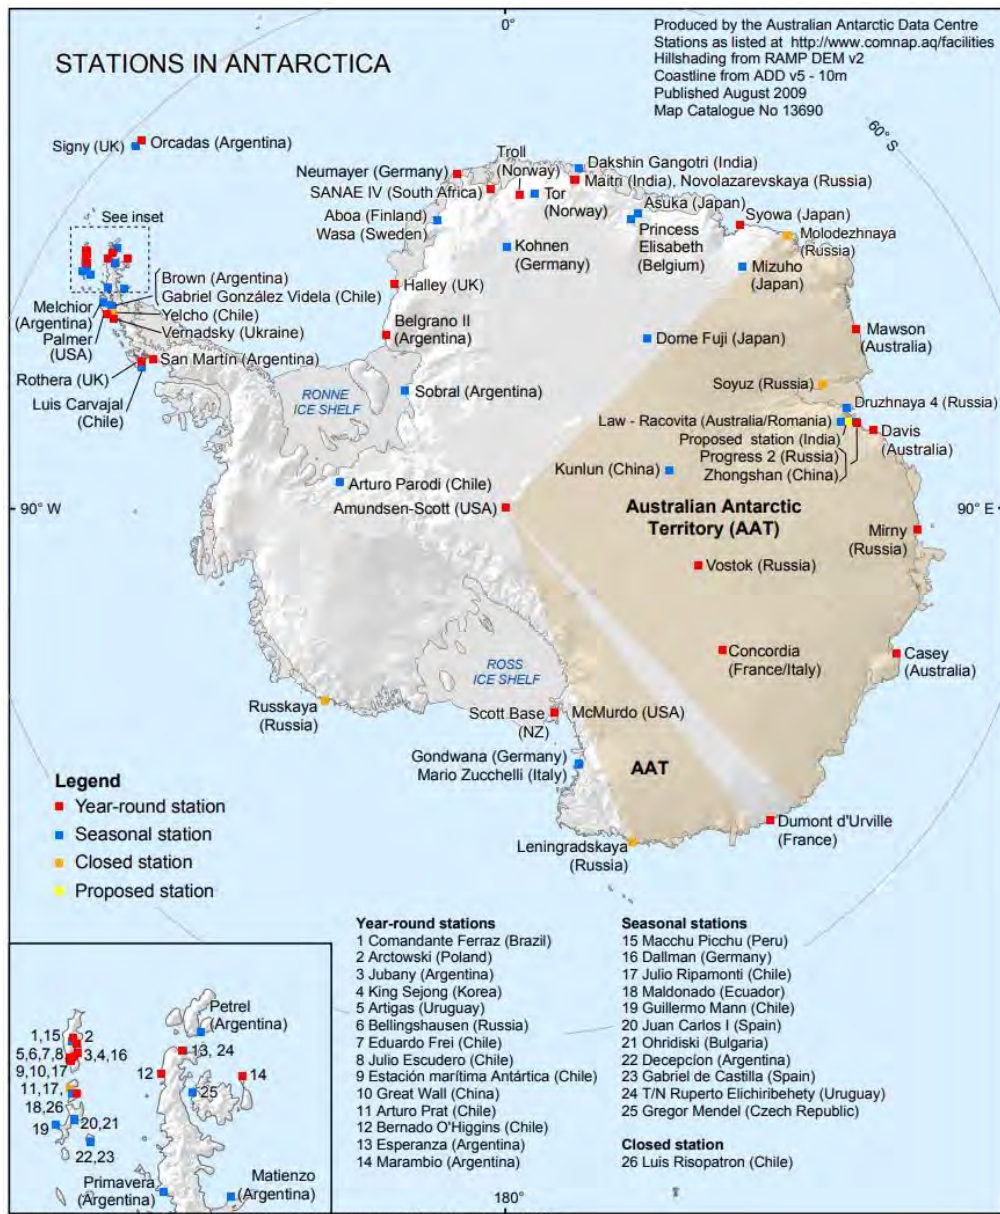 STATIONS IN ANTARCTICA
0°
Produced by the Australian Antarctic Data Centre
Stations as listed at http://www.comnap.aq/facilities
Hillshading from RAMP DEM v2
Coastline from ADD v5 - 10m
Published August 2009
Map Catalogue No 13690
60° S
Signy (UK)
Orcadas (Argentina)
Neumayer (Germany)
SANAE IV (South Africa)
Troll
(Norway)
Dakshin Gangotri (India)
Maitri (India), Novolazarevskaya (Russia)
Tor
(Norway)
Asuka (Japan)
Princess
Elisabeth
(Belgium)
Syowa (Japan)
Molodezhnaya
(Russia)
Mizuho
(Japan)
Aboa (Finland)
Wasa (Sweden)
Kohnen
(Germany)
See inset
Brown (Argentina)
Gabriel González Videla (Chile)
Yelcho (Chile)
Vernadsky (Ukraine)
Melchior
(Argentina)
Palmer
(USA)
Halley (UK)
Belgrano II
(Argentina)
Dome Fuji (Japan)
Mawson
(Australia)
San Martín (Argentina)
Rothera (UK)
Luis Carvajal
(Chile)
RONNE
ICE SHELF
Sobral (Argentina)
Soyuz (Russia)
Druzhnaya 4 (Russia)
Law - Racovita (Australia/Romania)
Proposed station (India)
Progress 2 (Russia)
Zhongshan (China)
Davis
(Australia)
Kunlun (China)
Arturo Parodi (Chile)
90° W
Amundsen-Scott (USA)
Australian Antarctic
Territory (AAT)
90° E
Mirny
(Russia)
Vostok (Russia)
Concordia
(France/Italy)
Casey
(Australia)
ROSS
ICE SHELF
Russkaya
(Russia)
Scott Base
(NZ)
McMurdo (USA)
Gondwana (Germany)
Mario Zucchelli (Italy)
AAT
Leningradskaya
(Russia)
Dumont d'Urville
(France)
Legend
Year-round station
Seasonal station
Closed station
Proposed station
Petrel
(Argentina)
1,15
2
5,6,7,8
3,4,16
9,10,17
11,17,
18,26
19
20,21
22,23
12
13, 24
14
25
Primavera
(Argentina)
Matienzo
(Argentina)
Year-round stations
1 Comandante Ferraz (Brazil)
2 Arctowski (Poland)
3 Jubany (Argentina)
4 King Sejong (Korea)
5 Artigas (Uruguay)
6 Bellingshausen (Russia)
7 Eduardo Frei (Chile)
8 Julio Escudero (Chile)
9 Estación marítima Antártica (Chile)
10 Great Wall (China)
11 Arturo Prat (Chile)
12 Bernado O'Higgins (Chile)
13 Esperanza (Argentina)
14 Marambio (Argentina)
Seasonal stations
15 Macchu Picchu (Peru)
16 Dallman (Germany)
17 Julio Ripamonti (Chile)
18 Maldonado (Ecuador)
19 Guillermo Mann (Chile)
20 Juan Carlos I (Spain)
21 Ohridiski (Bulgaria)
22 Decepcíon (Argentina)
23 Gabriel de Castilla (Spain)
24 T/N Ruperto Elichiribehety (Uruguay)
25 Gregor Mendel (Czech Republic)
Closed station
26 Luis Risopatron (Chile)
180°